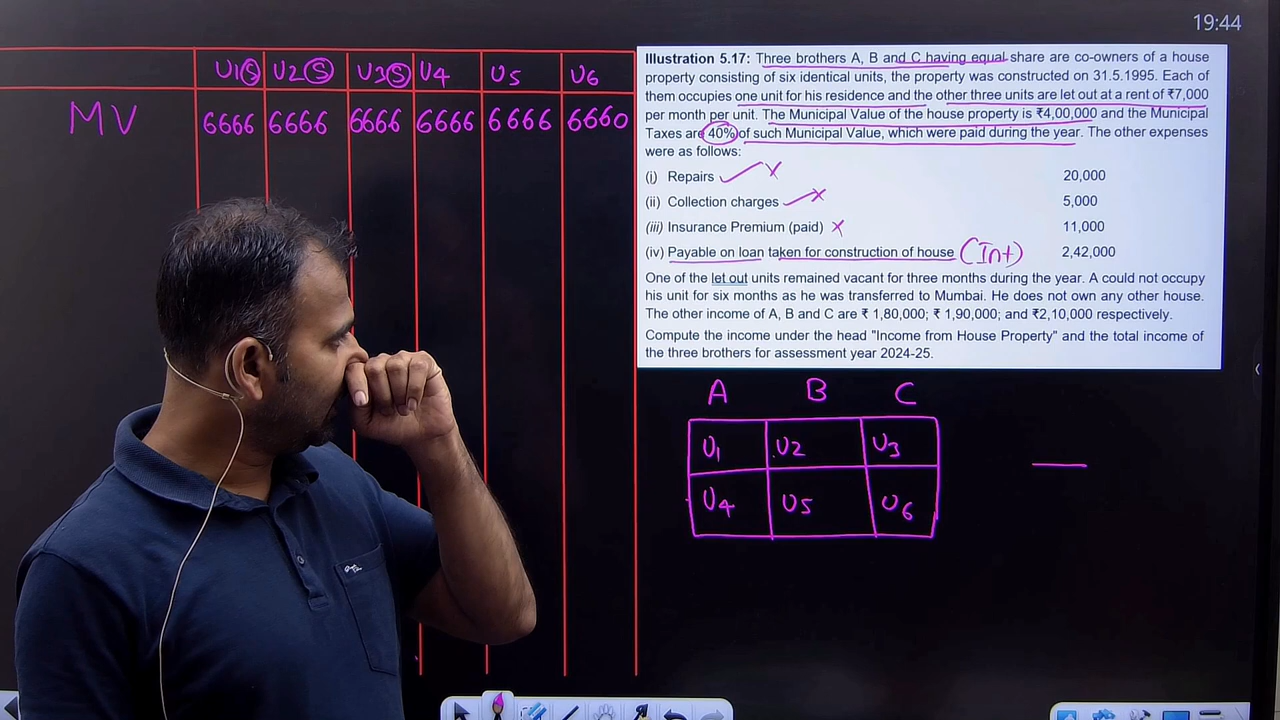 19:44
U1 (S) U2 (S) U3 (S) U4 U5 U6
MV 6666 6666 6666 6666 6666 6660
Illustration 5.17: Three brothers A, B and C having equal share are co-owners of a house
property consisting of six identical units, the property was constructed on 31.5.1995. Each of
them occupies one unit for his residence and the other three units are let out at a rent of ₹7,000
per month per unit. The Municipal Value of the house property is ₹4,00,000 and the Municipal
Taxes are 40% of such Municipal Value, which were paid during the year. The other expenses
were as follows:
(i) Repairs 20,000
(ii) Collection charges 5,000
(iii) Insurance Premium (paid) 11,000
(iv) Payable on loan taken for construction of house (Int) 2,42,000
One of the let out units remained vacant for three months during the year. A could not occupy
his unit for six months as he was transferred to Mumbai. He does not own any other house.
The other income of A, B and C are ₹ 1,80,000; ₹ 1,90,000; and ₹2,10,000 respectively.
Compute the income under the head "Income from House Property" and the total income of
the three brothers for assessment year 2024-25.
A B C
U1 U2 U3
U4 U5 U6